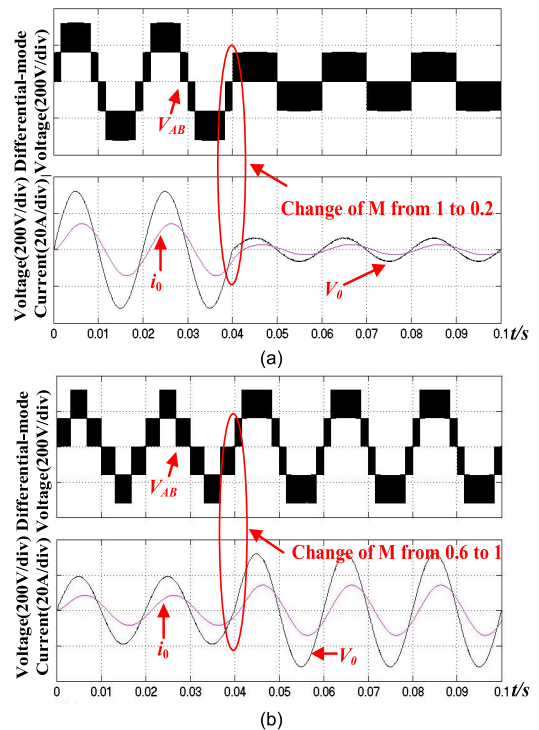 Differential-mode
Voltage(200V/div)
V_AB
Voltage(200V/div)
Current(20A/div)
Change of M from 1 to 0.2
i_0
V_0
0 0.01 0.02 0.03 0.04 0.05 0.06 0.07 0.08 0.09 0.1 t/s
(a)
Differential-mode
Voltage(200V/div)
V_AB
Voltage(200V/div)
Current(20A/div)
Change of M from 0.6 to 1
i_0
V_0
0 0.01 0.02 0.03 0.04 0.05 0.06 0.07 0.08 0.09 0.1 t/s
(b)